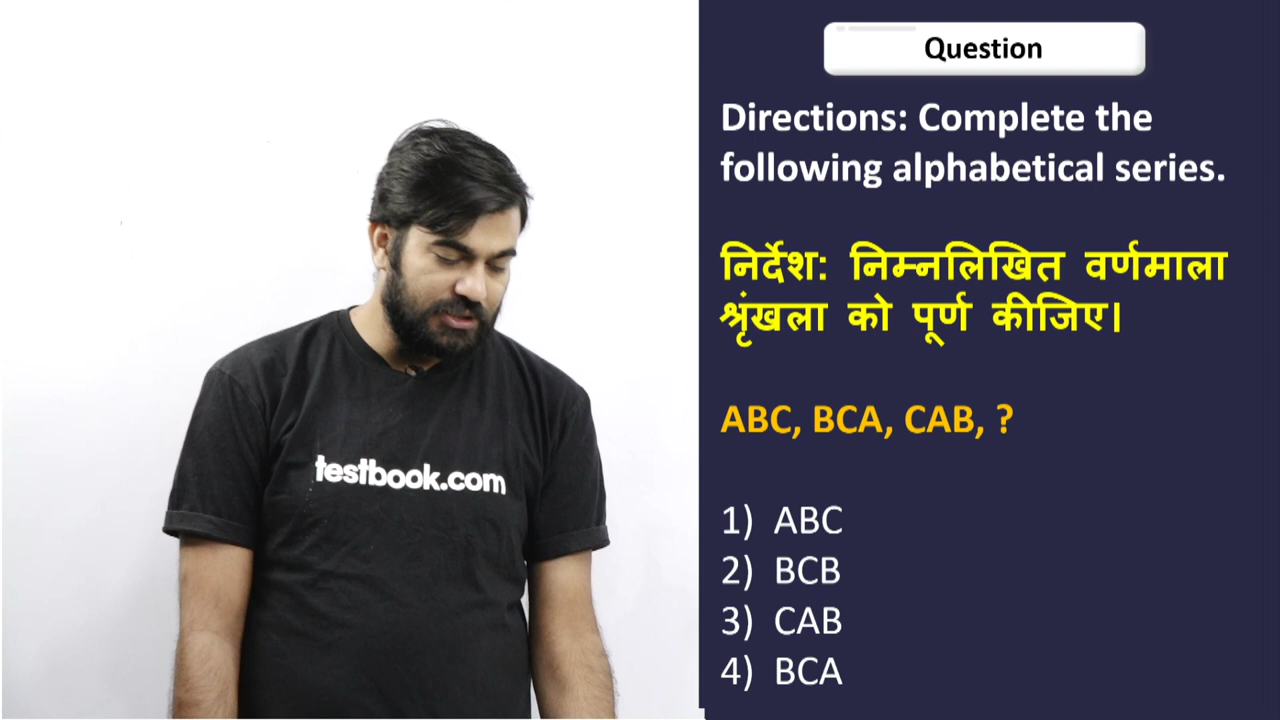 testbook.com
Question
Directions: Complete the
following alphabetical series.
निर्देश: निम्नलिखित वर्णमाला
श्रृंखला को पूर्ण कीजिए।
ABC, BCA, CAB, ?
1) ABC
2) BCB
3) CAB
4) BCA